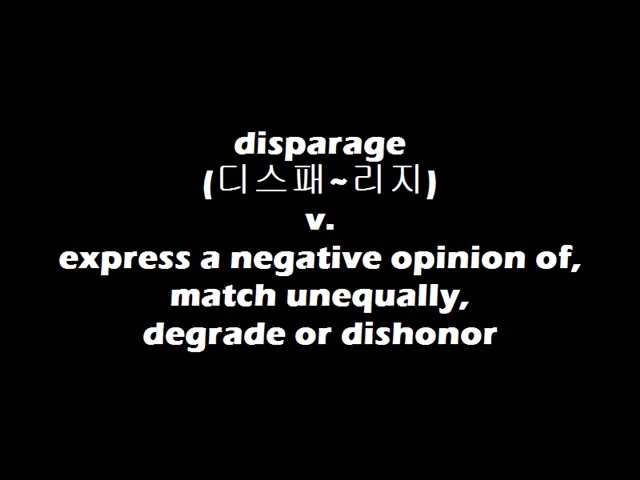 disparage
(디스패~리지)
v.
express a negative opinion of,
match unequally,
degrade or dishonor